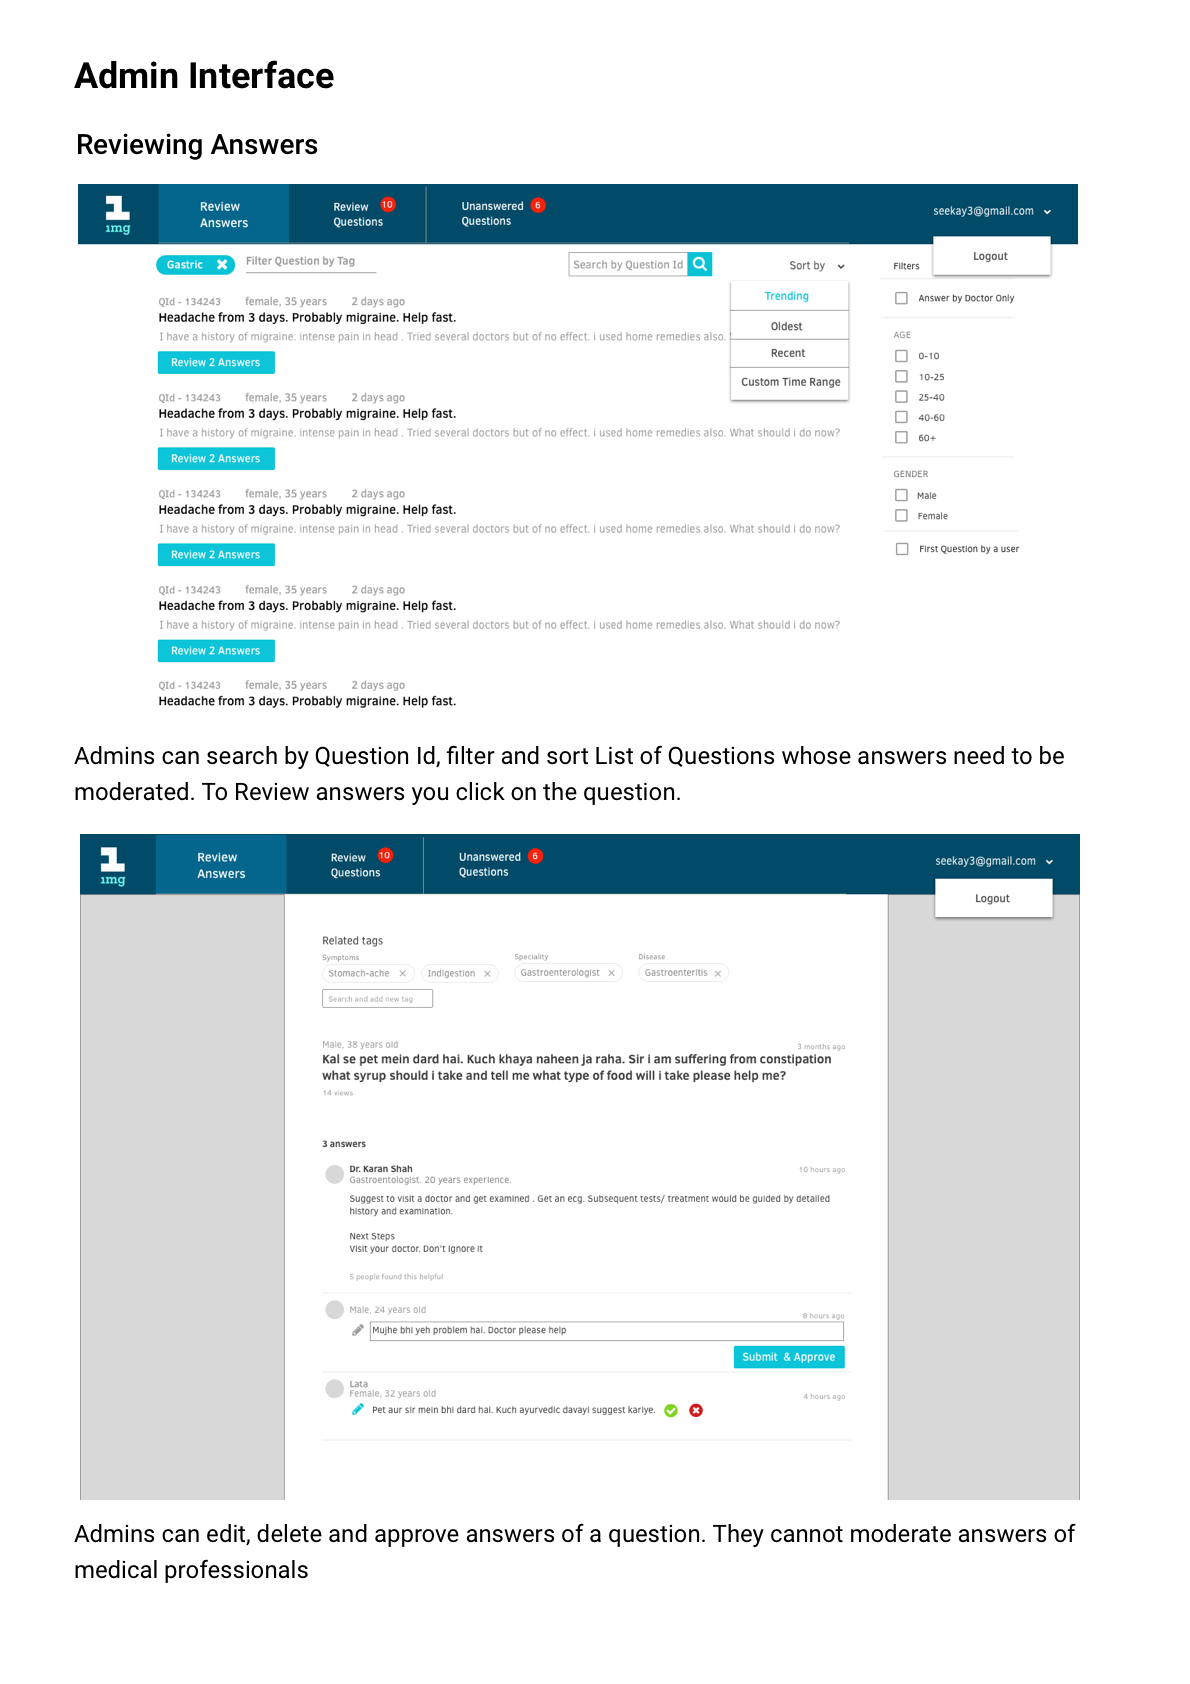 Admin Interface
Reviewing Answers
1mg
Review
Answers
Review
Questions
10
Unanswered
Questions
6
seekay3@gmail.com
Logout
Gastric
Filter Question by Tag
Search by Question Id
Sort by
Trending
Oldest
Recent
Custom Time Range
Filters
Answer by Doctor Only
AGE
0-10
10-25
25-40
40-60
60+
GENDER
Male
Female
First Question by a user
QId - 134243 female, 35 years 2 days ago
Headache from 3 days. Probably migraine. Help fast.
I have a history of migraine. intense pain in head . Tried several doctors but of no effect. i used home remedies also.
Review 2 Answers
QId - 134243 female, 35 years 2 days ago
Headache from 3 days. Probably migraine. Help fast.
I have a history of migraine. intense pain in head . Tried several doctors but of no effect. i used home remedies also. What should i do now?
Review 2 Answers
QId - 134243 female, 35 years 2 days ago
Headache from 3 days. Probably migraine. Help fast.
I have a history of migraine. intense pain in head . Tried several doctors but of no effect. i used home remedies also. What should i do now?
Review 2 Answers
QId - 134243 female, 35 years 2 days ago
Headache from 3 days. Probably migraine. Help fast.
I have a history of migraine. intense pain in head . Tried several doctors but of no effect. i used home remedies also. What should i do now?
Review 2 Answers
QId - 134243 female, 35 years 2 days ago
Headache from 3 days. Probably migraine. Help fast.
Admins can search by Question Id, filter and sort List of Questions whose answers need to be
moderated. To Review answers you click on the question.
1mg
Review
Answers
Review
Questions
10
Unanswered
Questions
6
seekay3@gmail.com
Logout
Related tags
Symptoms
Stomach-ache
Indigestion
Speciality
Gastroenterologist
Disease
Gastroenteritis
Search and add new tag
Male, 38 years old
3 months ago
Kal se pet mein dard hai. Kuch khaya naheen ja raha. Sir i am suffering from constipation
what syrup should i take and tell me what type of food will i take please help me?
14 views
3 answers
Dr. Karan Shah
10 hours ago
Gastroentologist. 20 years experience.
Suggest to visit a doctor and get examined . Get an ecg. Subsequent tests/ treatment would be guided by detailed
history and examination.
Next Steps
Visit your doctor. Don't Ignore it
5 people found this helpful
Male, 24 years old
8 hours ago
Mujhe bhi yeh problem hai. Doctor please help
Submit & Approve
Lata
Female, 32 years old
4 hours ago
Pet aur sir mein bhi dard hai. Kuch ayurvedic davayi suggest kariye.
Admins can edit, delete and approve answers of a question. They cannot moderate answers of
medical professionals